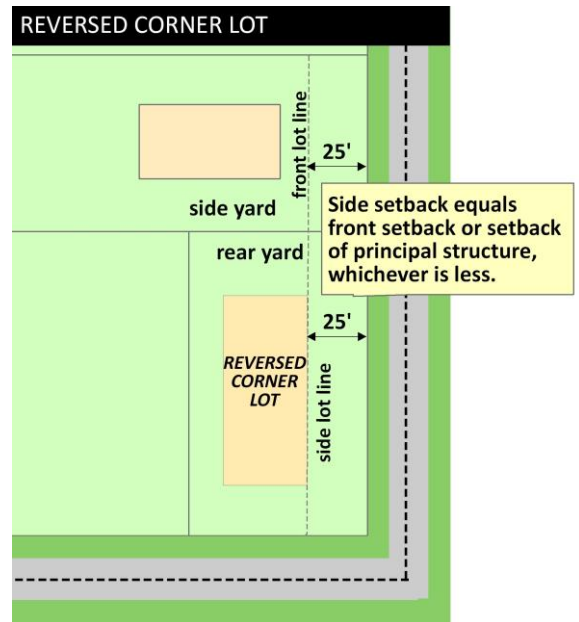 REVERSED CORNER LOT
front lot line
25'
side yard
Side setback equals
front setback or setback
of principal structure,
whichever is less.
rear yard
25'
REVERSED
CORNER
LOT
side lot line